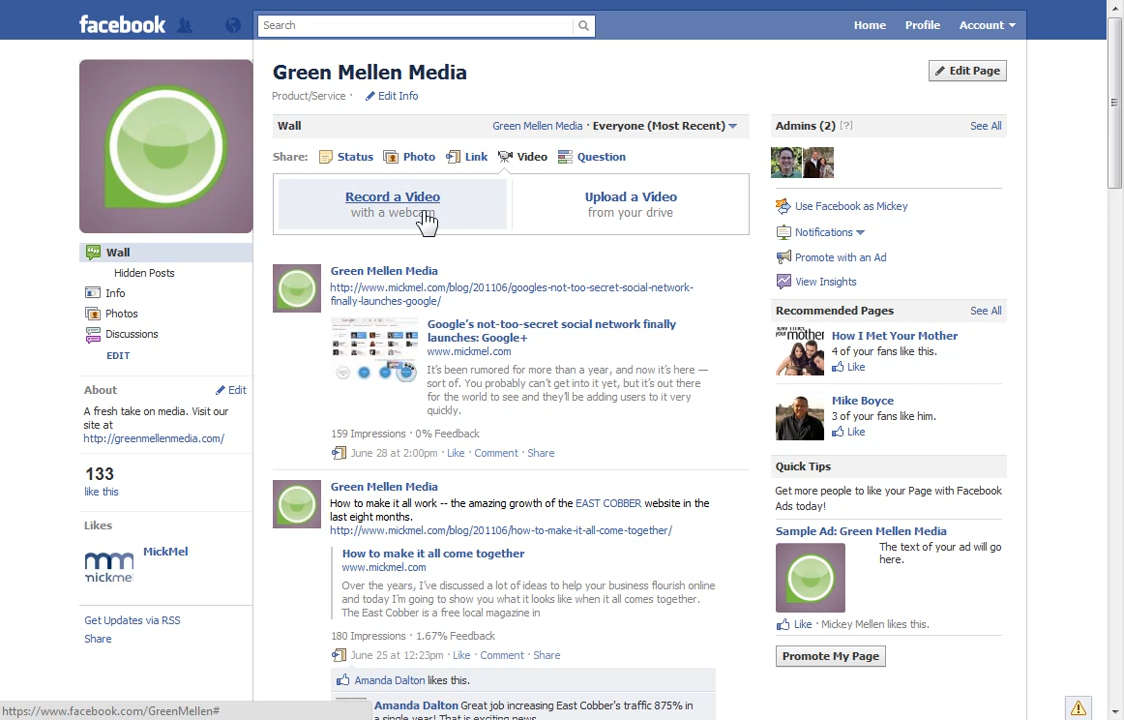 facebook
Search
Home
Profile
Account
Green Mellen Media
Edit Page
Product/Service ·
Edit Info
Wall
Green Mellen Media · Everyone (Most Recent)
Admins (2) [?]
See All
Share:
Status
Photo
Link
Video
Question
Record a Video
with a webcam
Upload a Video
from your drive
Use Facebook as Mickey
Notifications
Promote with an Ad
View Insights
Wall
Hidden Posts
Info
Photos
Discussions
EDIT
About
Edit
A fresh take on media. Visit our
site at
http://greenmellenmedia.com/
133
like this
Likes
MickMel
mm
mickmel
Get Updates via RSS
Share
Green Mellen Media
http://www.mickmel.com/blog/201106/googles-not-too-secret-social-network-
finally-launches-google/
Google's not-too-secret social network finally
launches: Google+
www.mickmel.com
It's been rumored for more than a year, and now it's here —
sort of. You probably can't get into it yet, but it's out there
for the world to see and they'll be adding users to it very
quickly.
159 Impressions · 0% Feedback
June 28 at 2:00pm · Like · Comment · Share
Green Mellen Media
How to make it all work -- the amazing growth of the EAST COBBER website in the
last eight months.
http://www.mickmel.com/blog/201106/how-to-make-it-all-come-together/
How to make it all come together
www.mickmel.com
Over the years, I've discussed a lot of ideas to help your business flourish online
and today I'm going to show you what it looks like when it all comes together.
The East Cobber is a free local magazine in
180 Impressions · 1.67% Feedback
June 25 at 12:23pm · Like · Comment · Share
Amanda Dalton likes this.
Amanda Dalton Great job increasing East Cobber's traffic 875% in
a single year! That is exciting news.
Recommended Pages
See All
mother
How I Met Your Mother
4 of your fans like this.
Like
Mike Boyce
3 of your fans like him.
Like
Quick Tips
Get more people to like your Page with Facebook
Ads today!
Sample Ad: Green Mellen Media
The text of your ad will go
here.
Like · Mickey Mellen likes this.
Promote My Page
https://www.facebook.com/GreenMellen#